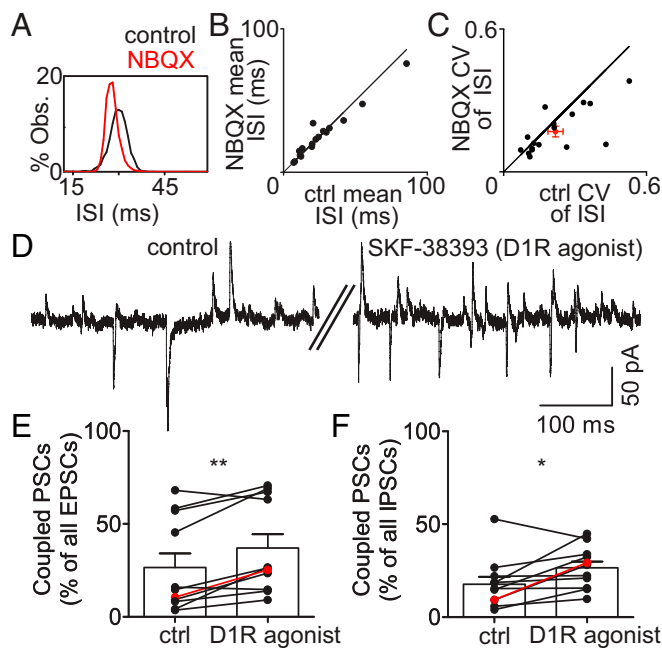 A
control
NBQX
20
% Obs.
0
15
45
ISI (ms)
B
100
NBQX mean
ISI (ms)
0
100
ctrl mean
ISI (ms)
C
0.6
NBQX CV
of ISI
0
0.6
ctrl CV
of ISI
D
control
SKF-38393 (D1R agonist)
50 pA
100 ms
E
100
**
Coupled PSCs
(% of all EPSCs)
50
0
ctrl
D1R agonist
F
100
*
Coupled PSCs
(% of all IPSCs)
50
0
ctrl
D1R agonist